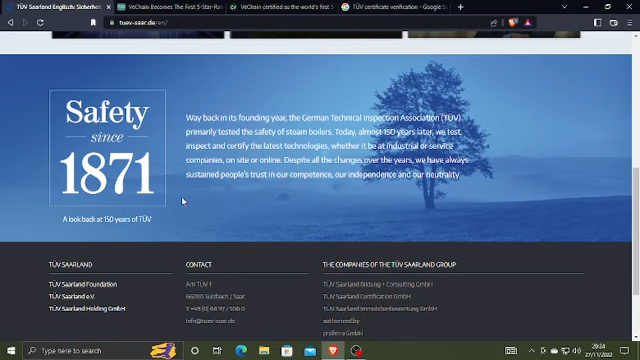 TÜV Saarland Englisch: Sicherheit
VeChain Becomes The First 5-Star-Ra
VeChain certified as the world's first 5
TÜV certificate verification - Google S
tuev-saar.de/en/
Safety
since
1871
A look back at 150 years of TÜV
Way back in its founding year, the German Technical Inspection Association (TÜV),
primarily tested the safety of steam boilers. Today, almost 150 years later, we test,
inspect and certify the latest technologies, whether it be at industrial or service
companies, on site or online. Despite all the changes over the years, we have always
sustained people's trust in our competence, our independence and our neutrality.
TÜV SAARLAND
TÜV Saarland Foundation
TÜV Saarland e.V.
TÜV Saarland Holding GmbH
CONTACT
Am TÜV 1
66280 Sulzbach / Saar
info@tuev-saar.de
THE COMPANIES OF THE TÜV SAARLAND GROUP
TÜV Saarland Bildung + Consulting GmbH
TÜV Saarland Certification GmbH
TÜV Saarland Immobilienbewertung GmbH
authorized.by
proTerra GmbH
Type here to search
20:24
27/11/2022